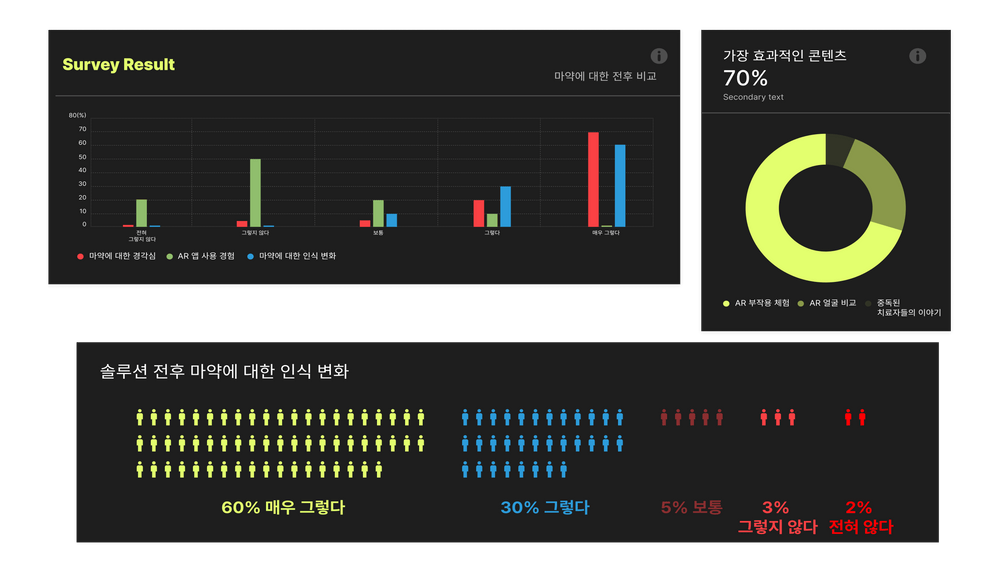 Survey Result
마약에 대한 전후 비교
80(%)
70
60
50
40
30
20
10
0
전혀
그렇지 않다
그렇지 않다
보통
그렇다
매우 그렇다
마약에 대한 경각심
AR 앱 사용 경험
마약에 대한 인식 변화
가장 효과적인 콘텐츠
70%
Secondary text
AR 부작용 체험
AR 얼굴 비교
중독된
치료자들의 이야기
솔루션 전후 마약에 대한 인식 변화
60% 매우 그렇다
30% 그렇다
5% 보통
3%
그렇지 않다
2%
전혀 않다